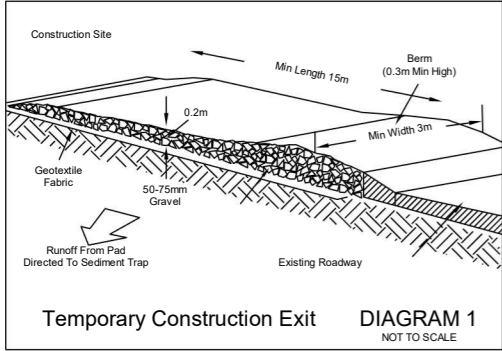 Construction Site
Min Length 15m
Berm
(0.3m Min High)
0.2m
Min Width 3m
Geotextile
Fabric
50-75mm
Gravel
Runoff From Pad
Directed To Sediment Trap
Existing Roadway
Temporary Construction Exit
DIAGRAM 1
NOT TO SCALE